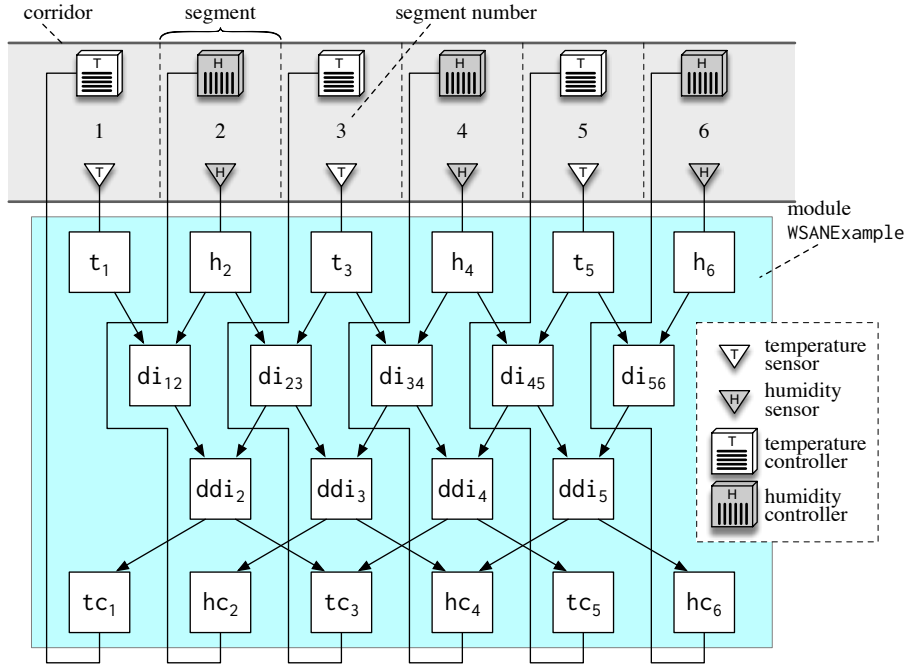 corridor segment segment number
T H T H T H
1 2 3 4 5 6
T H T H T H
module
WSANExample
t₁ h₂ t₃ h₄ t₅ h₆
di₁₂ di₂₃ di₃₄ di₄₅ di₅₆
ddi₂ ddi₃ ddi₄ ddi₅
tc₁ hc₂ tc₃ hc₄ tc₅ hc₆
T temperature
sensor
H humidity
sensor
T temperature
controller
H humidity
controller